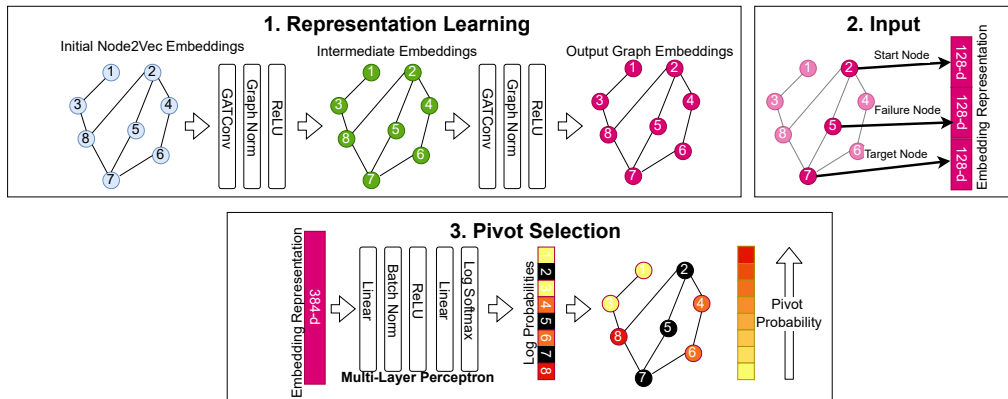 1. Representation Learning
Initial Node2Vec Embeddings
1
2
3
4
5
8
6
7
GATConv
Graph Norm
ReLU
Intermediate Embeddings
1
2
3
4
5
8
6
7
GATConv
Graph Norm
ReLU
Output Graph Embeddings
1
2
3
4
5
8
6
7
2. Input
1
2
3
4
5
8
6
7
Start Node
Failure Node
Target Node
128-d
128-d
128-d
Embedding Representation
3. Pivot Selection
Embedding Representation
384-d
Linear
Batch Norm
ReLU
Linear
Log Softmax
Multi-Layer Perceptron
Log Probabilities
1
2
3
4
5
6
7
8
1
2
3
4
5
8
6
7
Pivot
Probability